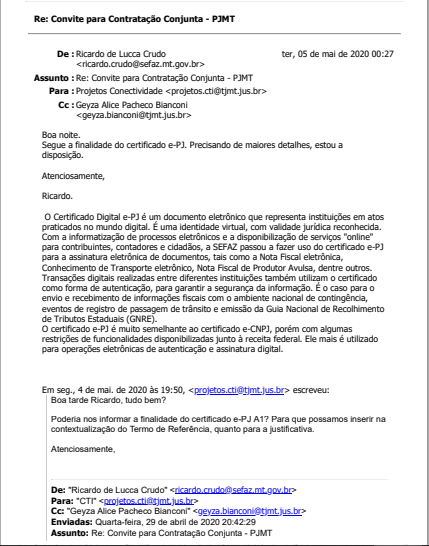 Re: Convite para Contratação Conjunta - PJMT
De : Ricardo de Lucca Crudo ter, 05 de mai de 2020 00:27
<ricardo.crudo@sefaz.mt.gov.br>
Assunto : Re: Convite para Contratação Conjunta - PJMT
Para : Projetos Conectividade <projetos.cti@tjmt.jus.br>
Cc : Geyza Alice Pacheco Bianconi
<geyza.bianconi@tjmt.jus.br>
Boa noite.
Segue a finalidade do certificado e-PJ. Precisando de maiores detalhes, estou a
disposição.
Atenciosamente,
Ricardo.
O Certificado Digital e-PJ é um documento eletrônico que representa instituições em atos
praticados no mundo digital. É uma identidade virtual, com validade jurídica reconhecida.
Com a informatização de processos eletrônicos e a disponibilização de serviços "online"
para contribuintes, contadores e cidadãos, a SEFAZ passou a fazer uso do certificado e-PJ
para a assinatura eletrônica de documentos, tais como a Nota Fiscal eletrônica,
Conhecimento de Transporte eletrônico, Nota Fiscal de Produtor Avulsa, dentre outros.
Transações digitais realizadas entre diferentes instituições também utilizam o certificado
como forma de autenticação, para garantir a segurança da informação. É o caso para o
envio e recebimento de informações fiscais com o ambiente nacional de contingência,
eventos de registro de passagem de trânsito e emissão da Guia Nacional de Recolhimento
de Tributos Estaduais (GNRE).
O certificado e-PJ é muito semelhante ao certificado e-CNPJ, porém com algumas
restrições de funcionalidades disponibilizadas junto à receita federal. Ele mais é utilizado
para operações eletrônicas de autenticação e assinatura digital.
Em seg., 4 de mai. de 2020 às 19:50, <projetos.cti@tjmt.jus.br> escreveu:
Boa tarde Ricardo, tudo bem?
Poderia nos informar a finalidade do certificado e-PJ A1? Para que possamos inserir na
contextualização do Termo de Referência, quanto para a justificativa.
Atenciosamente,
De: "Ricardo de Lucca Crudo" <ricardo.crudo@sefaz.mt.gov.br>
Para: "CTI" <projetos.cti@tjmt.jus.br>
Cc: "Geyza Alice Pacheco Bianconi" <geyza.bianconi@tjmt.jus.br>
Enviadas: Quarta-feira, 29 de abril de 2020 20:42:29
Assunto: Re: Convite para Contratação Conjunta - PJMT